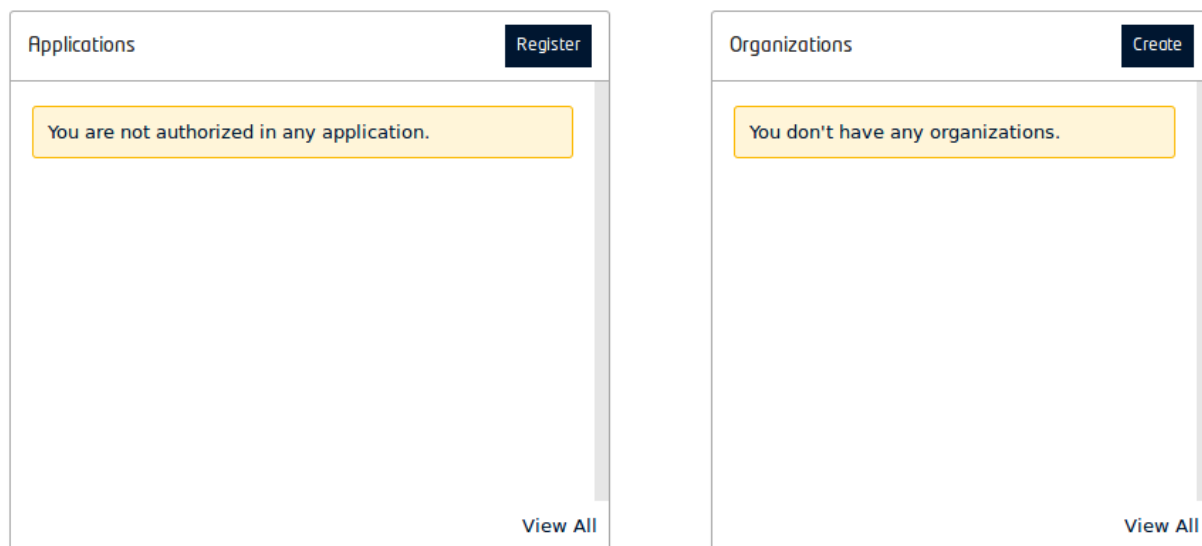 Applications
Register
You are not authorized in any application.
View All
Organizations
Create
You don't have any organizations.
View All